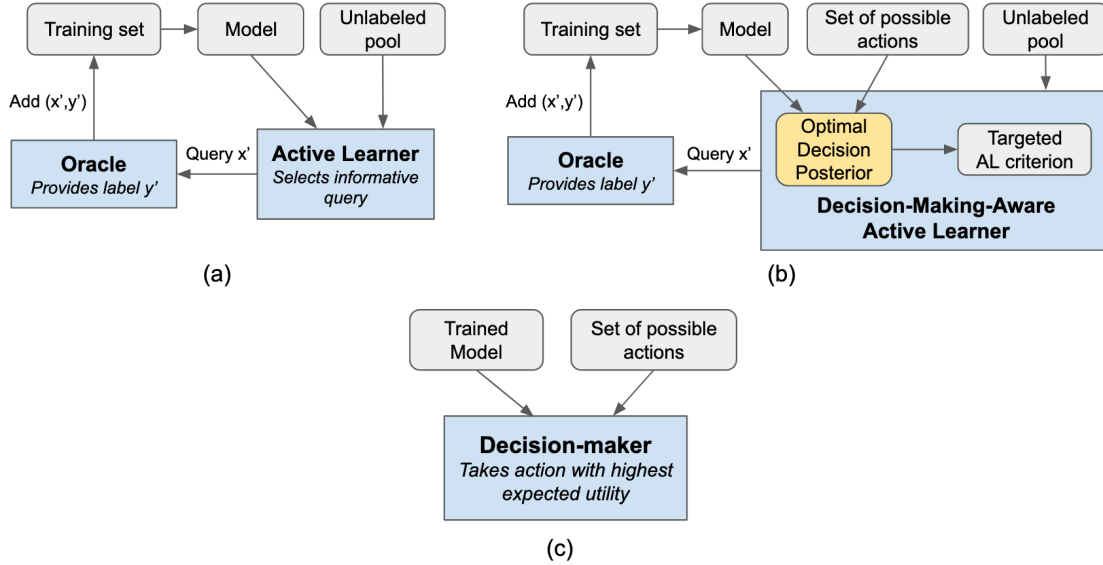 Training set
Model
Unlabeled
pool
Add (x’,y’)
Oracle
Provides label y’
Query x’
Active Learner
Selects informative
query
(a)
Training set
Model
Set of possible
actions
Unlabeled
pool
Add (x’,y’)
Oracle
Provides label y’
Query x’
Optimal
Decision
Posterior
Targeted
AL criterion
Decision-Making-Aware
Active Learner
(b)
Trained
Model
Set of possible
actions
Decision-maker
Takes action with highest
expected utility
(c)